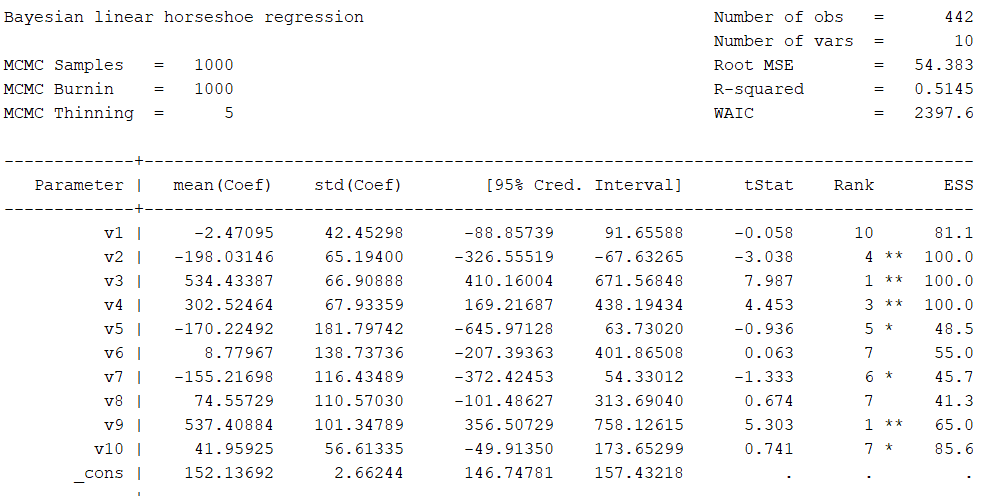 Bayesian linear horseshoe regression                                   Number of obs   =      442
                                                                       Number of vars  =       10
MCMC Samples   =   1000                                                Root MSE        =   54.383
MCMC Burnin    =   1000                                                R-squared       =   0.5145
MCMC Thinning  =      5                                                WAIC            =   2397.6

-------------+-----------------------------------------------------------------------------------
   Parameter |   mean(Coef)    std(Coef)        [95% Cred. Interval]      tStat    Rank       ESS
-------------+-----------------------------------------------------------------------------------
          v1 |     -2.47095     42.45298      -88.85739     91.65588     -0.058      10      81.1
          v2 |   -198.03146     65.19400     -326.55519    -67.63265     -3.038       4 **  100.0
          v3 |    534.43387     66.90888      410.16004    671.56848      7.987       1 **  100.0
          v4 |    302.52464     67.93359      169.21687    438.19434      4.453       3 **  100.0
          v5 |   -170.22492    181.79742     -645.97128     63.73020     -0.936       5 *    48.5
          v6 |      8.77967    138.73736     -207.39363    401.86508      0.063       7      55.0
          v7 |   -155.21698    116.43489     -372.42453     54.33012     -1.333       6 *    45.7
          v8 |     74.55729    110.57030     -101.48627    313.69040      0.674       7      41.3
          v9 |    537.40884    101.34789      356.50729    758.12615      5.303       1 **   65.0
         v10 |     41.95925     56.61335      -49.91350    173.65299      0.741       7 *    85.6
       _cons |    152.13692      2.66244      146.74781    157.43218          .       .         .